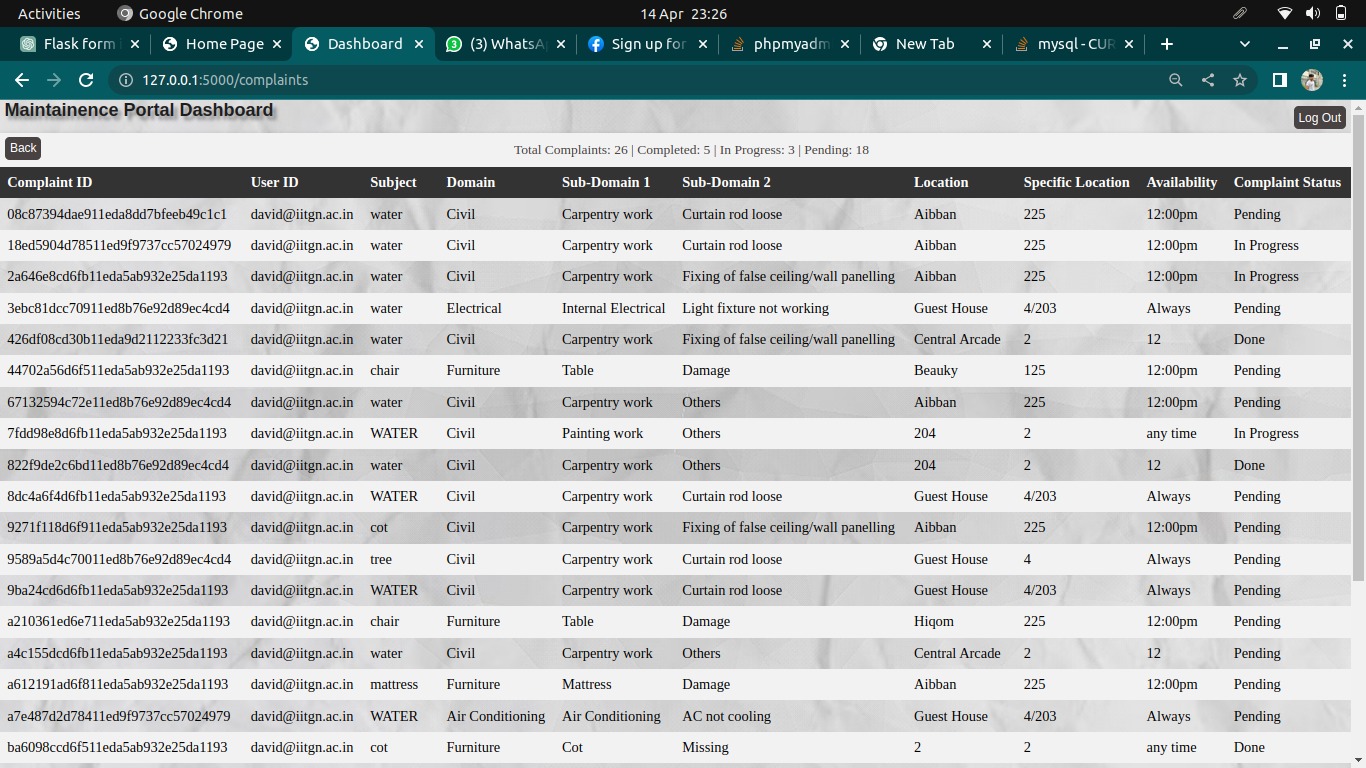 Activities Google Chrome 14 Apr 23:26
Flask form Home Page Dashboard (3) WhatsA Sign up for phpmyadm New Tab mysql - CUR
127.0.0.1:5000/complaints
Maintainence Portal Dashboard
Log Out
Back
Total Complaints: 26 | Completed: 5 | In Progress: 3 | Pending: 18
Complaint ID User ID Subject Domain Sub-Domain 1 Sub-Domain 2 Location Specific Location Availability Complaint Status
08c87394dae911eda8dd7bfeeb49c1c1 david@iitgn.ac.in water Civil Carpentry work Curtain rod loose Aibban 225 12:00pm Pending
18ed5904d78511ed9f9737cc57024979 david@iitgn.ac.in water Civil Carpentry work Curtain rod loose Aibban 225 12:00pm In Progress
2a646e8cd6fb11eda5ab932e25da1193 david@iitgn.ac.in water Civil Carpentry work Fixing of false ceiling/wall panelling Aibban 225 12:00pm In Progress
3ebc81dcc70911ed8b76e92d89ec4cd4 david@iitgn.ac.in water Electrical Internal Electrical Light fixture not working Guest House 4/203 Always Pending
426df08cd30b11eda9d2112233fc3d21 david@iitgn.ac.in water Civil Carpentry work Fixing of false ceiling/wall panelling Central Arcade 2 12 Done
44702a56d6f511eda5ab932e25da1193 david@iitgn.ac.in chair Furniture Table Damage Beauky 125 12:00pm Pending
67132594c72e11ed8b76e92d89ec4cd4 david@iitgn.ac.in water Civil Carpentry work Others Aibban 225 12:00pm Pending
7fdd98e8d6fb11eda5ab932e25da1193 david@iitgn.ac.in WATER Civil Painting work Others 204 2 any time In Progress
822f9de2c6bd11ed8b76e92d89ec4cd4 david@iitgn.ac.in water Civil Carpentry work Others 204 2 12 Done
8dc4a6f4d6fb11eda5ab932e25da1193 david@iitgn.ac.in WATER Civil Carpentry work Curtain rod loose Guest House 4/203 Always Pending
9271f118d6f911eda5ab932e25da1193 david@iitgn.ac.in cot Civil Carpentry work Fixing of false ceiling/wall panelling Aibban 225 12:00pm Pending
9589a5d4c70011ed8b76e92d89ec4cd4 david@iitgn.ac.in tree Civil Carpentry work Curtain rod loose Guest House 4 Always Pending
9ba24cd6d6fb11eda5ab932e25da1193 david@iitgn.ac.in WATER Civil Carpentry work Curtain rod loose Guest House 4/203 Always Pending
a210361ed6e711eda5ab932e25da1193 david@iitgn.ac.in chair Furniture Table Damage Hiqom 225 12:00pm Pending
a4c155dcd6fb11eda5ab932e25da1193 david@iitgn.ac.in water Civil Carpentry work Others Central Arcade 2 12 Pending
a612191ad6f811eda5ab932e25da1193 david@iitgn.ac.in mattress Furniture Mattress Damage Aibban 225 12:00pm Pending
a7e487d2d78411ed9f9737cc57024979 david@iitgn.ac.in WATER Air Conditioning Air Conditioning AC not cooling Guest House 4/203 Always Pending
ba6098ccd6f511eda5ab932e25da1193 david@iitgn.ac.in cot Furniture Cot Missing 2 2 any time Done